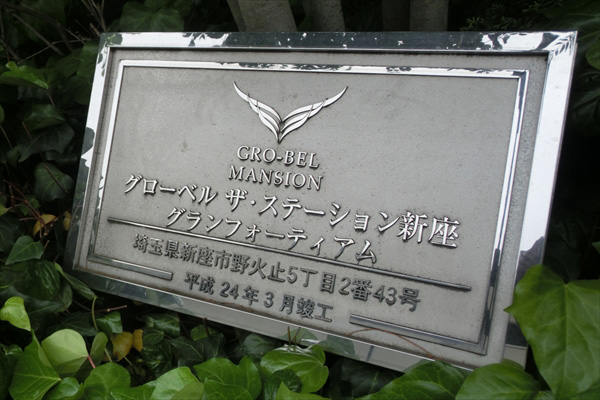 GRO-BEL
MANSION
グローベル ザ・ステーション新座
グランフォーティアム
埼玉県新座市野火止5丁目2番43号
平成24年3月竣工